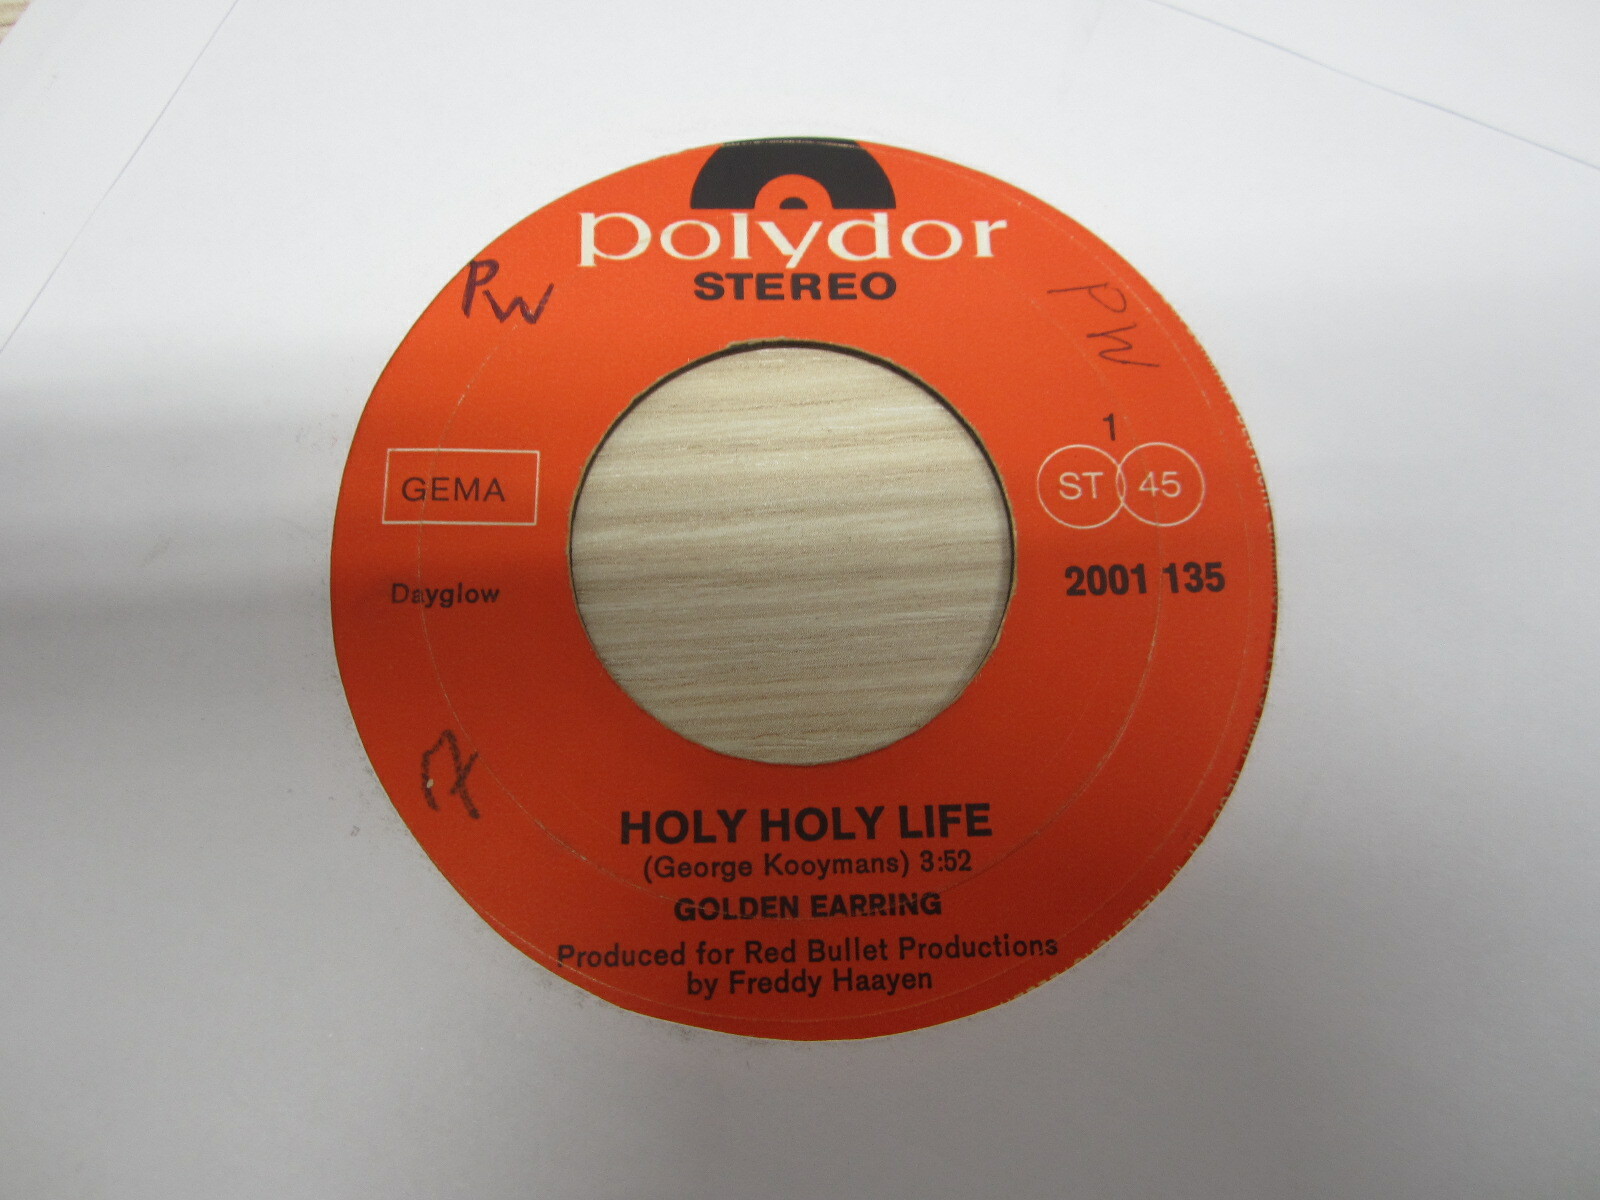 polydor
STEREO
PW
PW
GEMA
1
ST 45
Dayglow
2001 135
HOLY HOLY LIFE
(George Kooymans) 3:52
GOLDEN EARRING
Produced for Red Bullet Productions
by Freddy Haayen